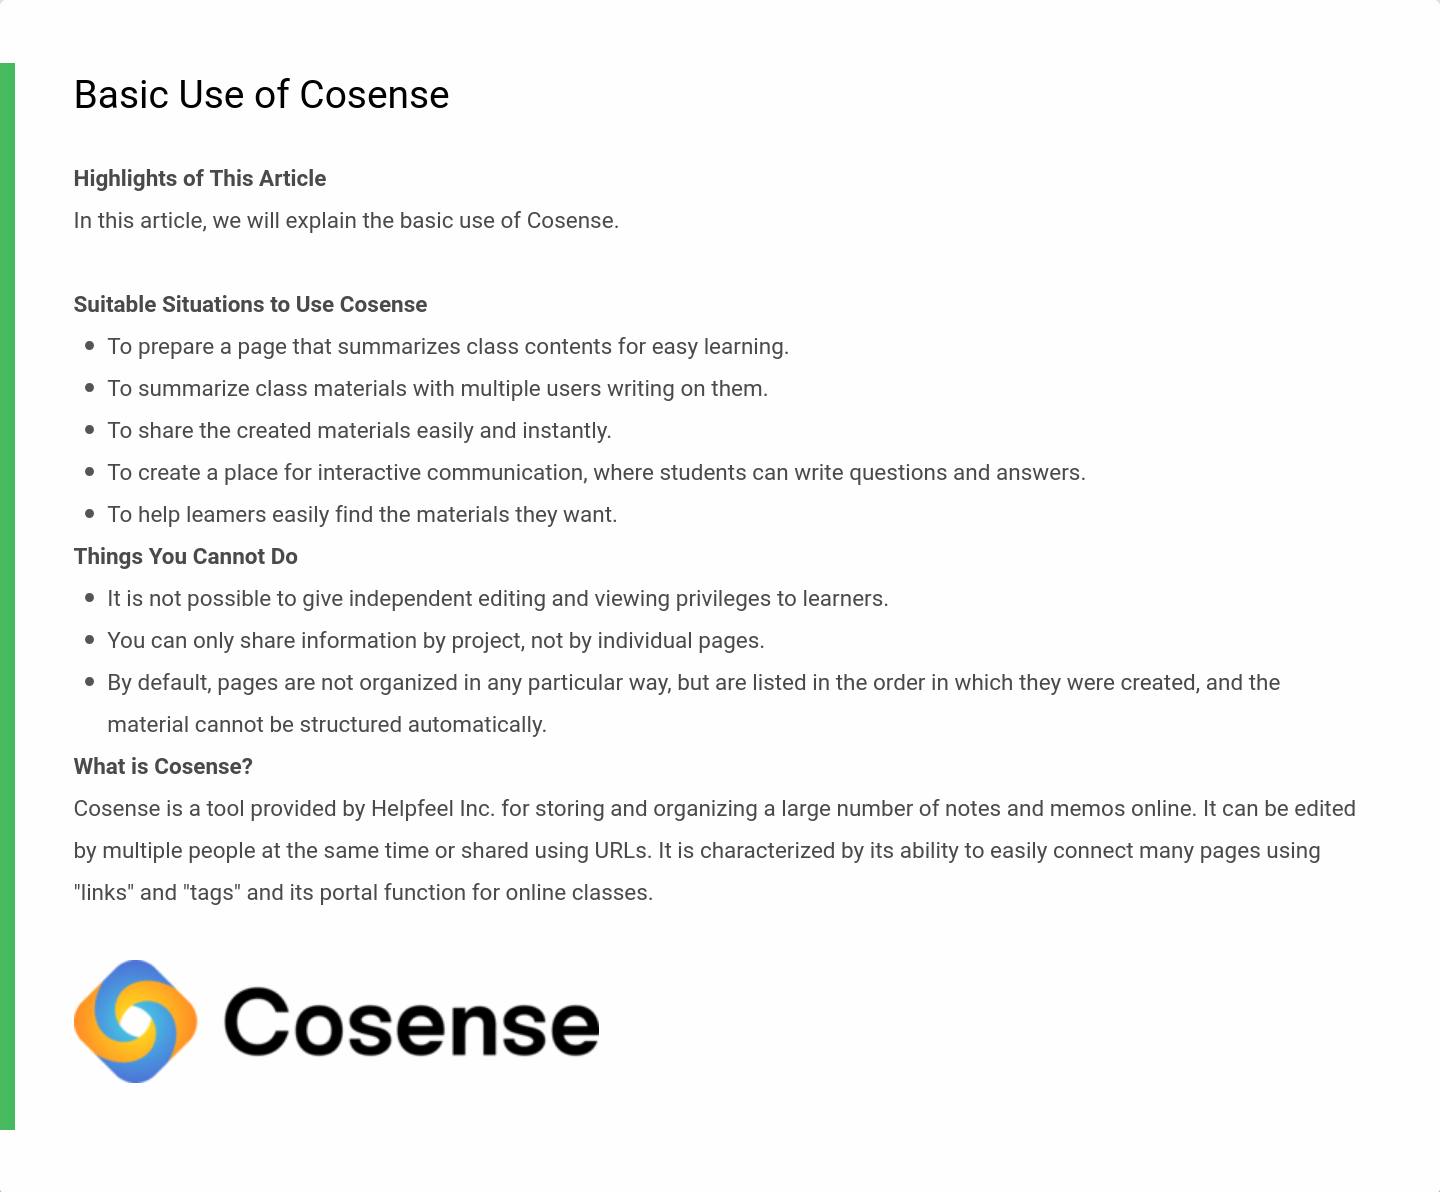 Basic Use of Cosense
Highlights of This Article
In this article, we will explain the basic use of Cosense.
Suitable Situations to Use Cosense
To prepare a page that summarizes class contents for easy learning.
To summarize class materials with multiple users writing on them.
To share the created materials easily and instantly.
To create a place for interactive communication, where students can write questions and answers.
To help leamers easily find the materials they want.
Things You Cannot Do
It is not possible to give independent editing and viewing privileges to learners.
You can only share information by project, not by individual pages.
By default, pages are not organized in any particular way, but are listed in the order in which they were created, and the
material cannot be structured automatically.
What is Cosense?
Cosense is a tool provided by Helpfeel Inc. for storing and organizing a large number of notes and memos online. It can be edited
by multiple people at the same time or shared using URLs. It is characterized by its ability to easily connect many pages using
"links" and "tags" and its portal function for online classes.
Cosense